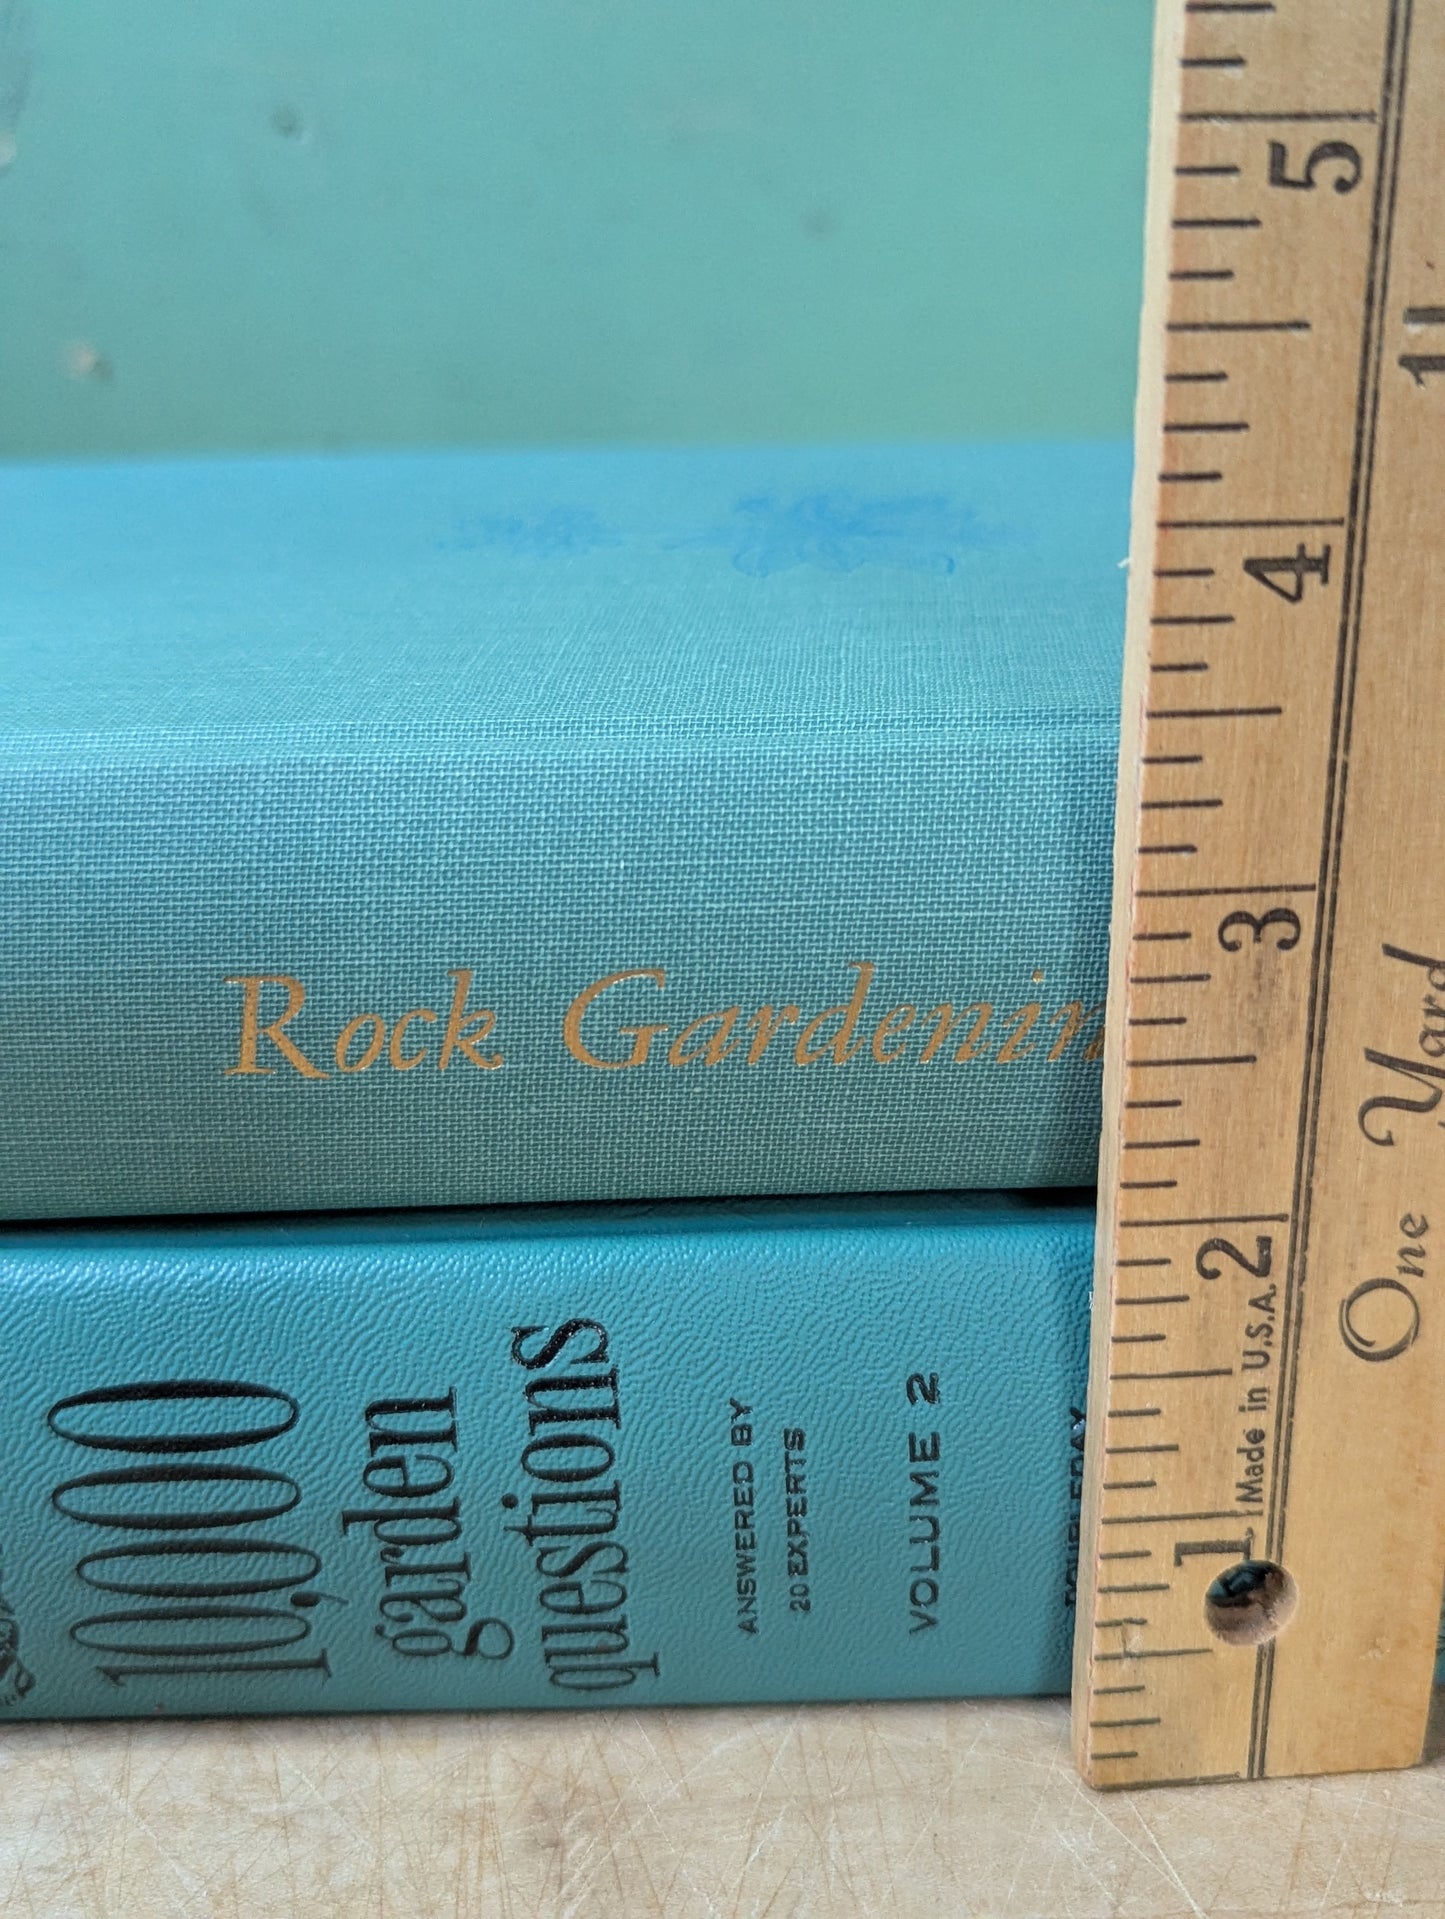 Rock Gardenin
10,000
garden
questions
ANSWERED BY
20 EXPERTS
VOLUME 2
5
4
3
2
1
Made in U.S.A.
One Yard